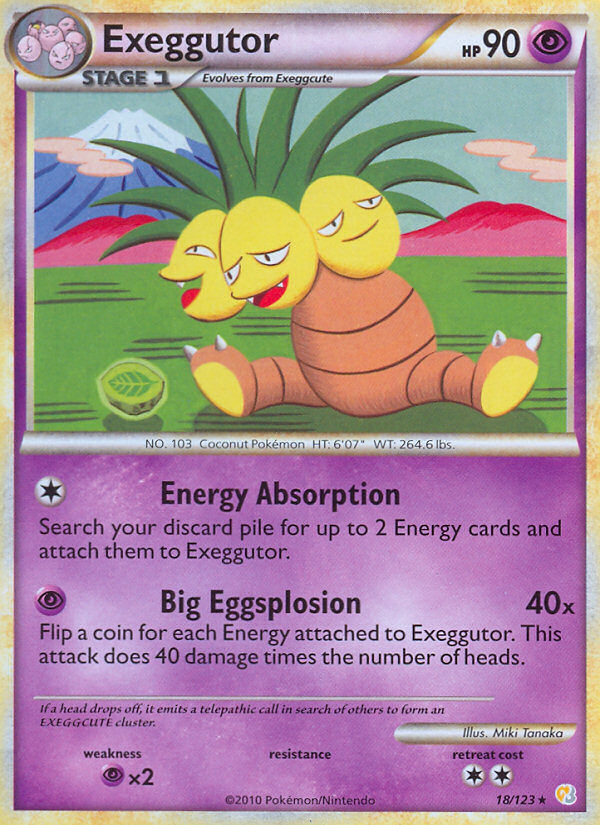 Exeggutor
HP 90
STAGE 1
Evolves from Exeggcute
NO. 103 Coconut Pokémon HT: 6'07" WT: 264.6 lbs.
Energy Absorption
Search your discard pile for up to 2 Energy cards and
attach them to Exeggutor.
Big Eggsplosion 40x
Flip a coin for each Energy attached to Exeggutor. This
attack does 40 damage times the number of heads.
If a head drops off, it emits a telepathic call in search of others to form an
EXEGGCUTE cluster.
Illus. Miki Tanaka
weakness resistance retreat cost
×2
©2010 Pokémon/Nintendo 18/123 ★